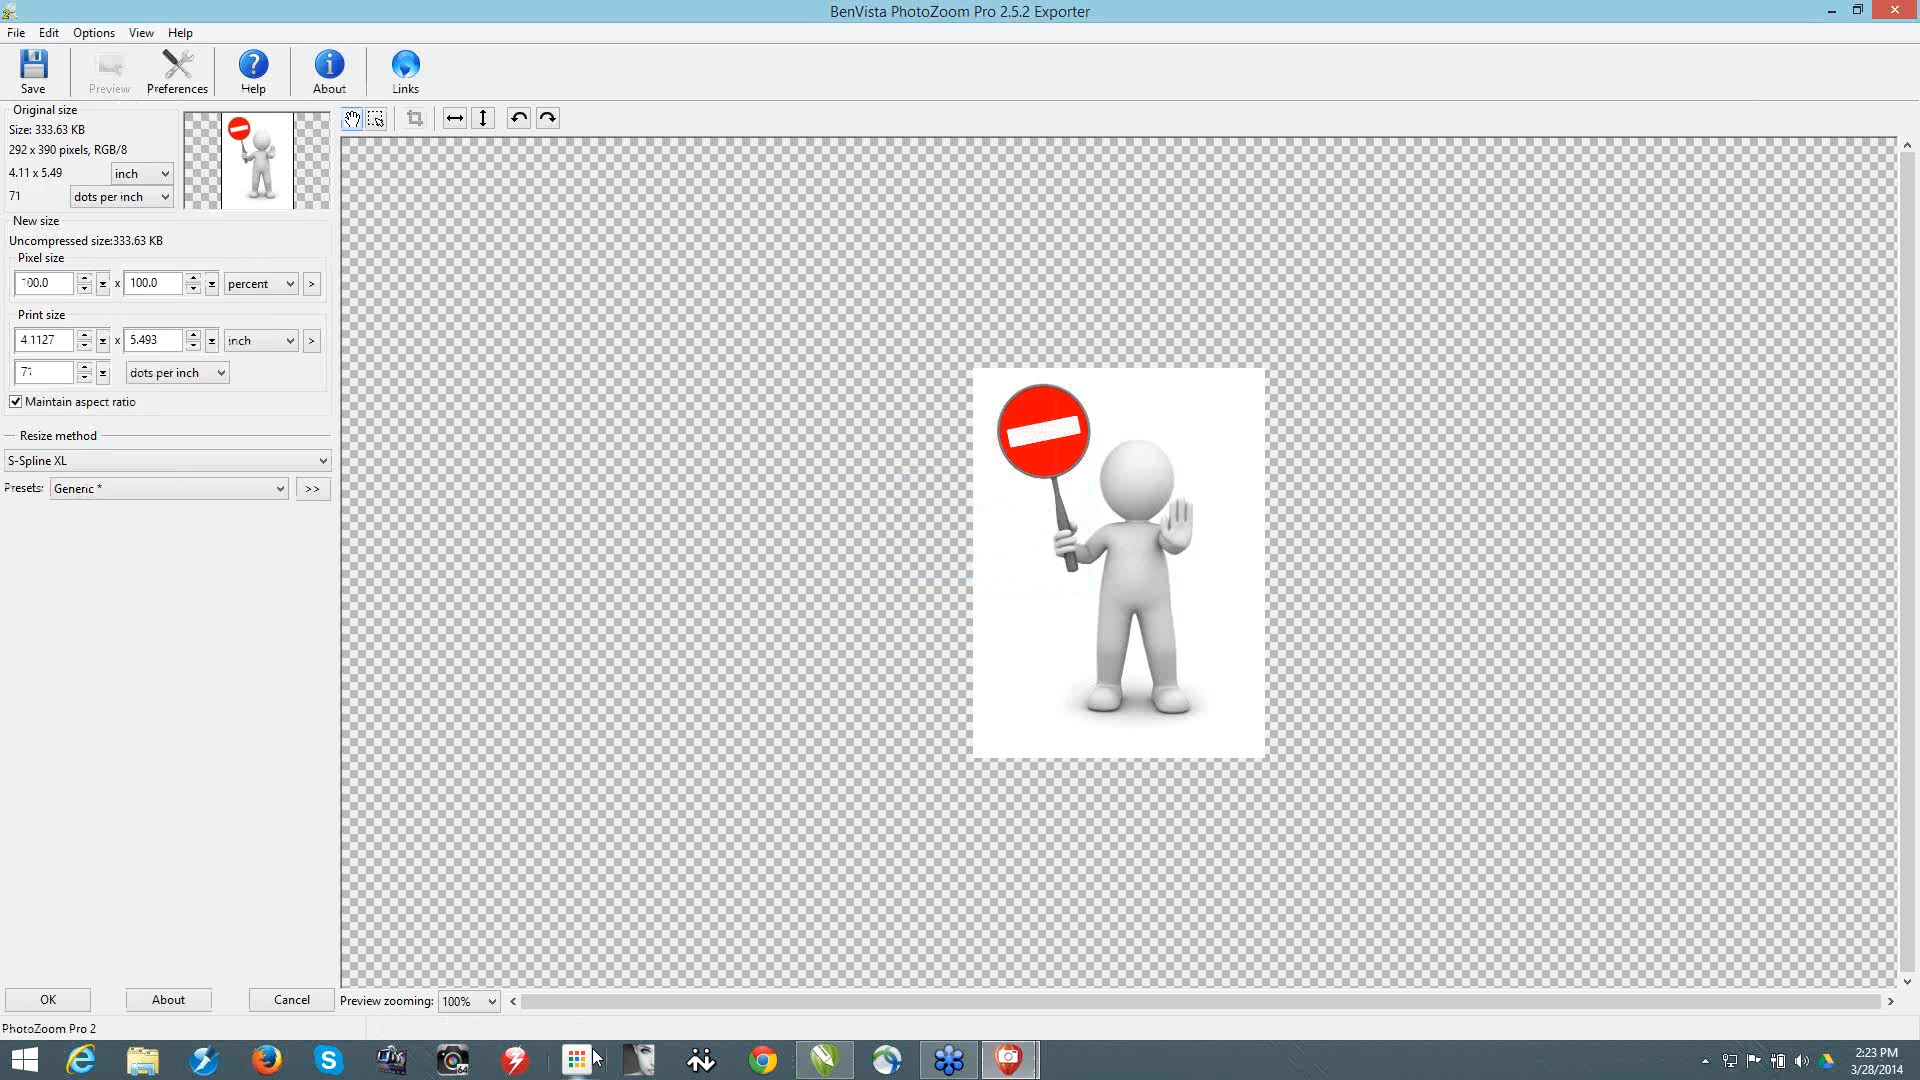 BenVista PhotoZoom Pro 2.5.2 Exporter
File Edit Options View Help
Save Preview Preferences Help About Links
Original size
Size: 333.63 KB
292 x 390 pixels, RGB/8
4.11 x 5.49 inch
71 dots per inch
New size
Uncompressed size:333.63 KB
Pixel size
100.0 x 100.0 percent >
Print size
4.1127 x 5.493 inch >
71 dots per inch
Maintain aspect ratio
Resize method
S-Spline XL
Presets: Generic * >>
OK About Cancel Preview zooming: 100%
PhotoZoom Pro 2
64
2:23 PM
3/28/2014